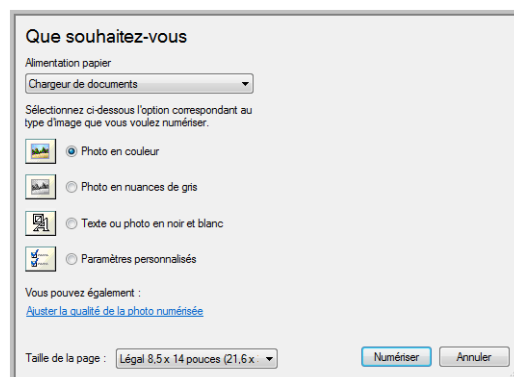 Que souhaitez-vous
Alimentation papier
Chargeur de documents
Sélectionnez ci-dessous l'option correspondant au
type d'image que vous voulez numériser.
Photo en couleur
Photo en nuances de gris
Texte ou photo en noir et blanc
Paramètres personnalisés
Vous pouvez également :
Ajuster la qualité de la photo numérisée
Taille de la page : Légal 8,5 x 14 pouces (21,6 x Numériser Annuler